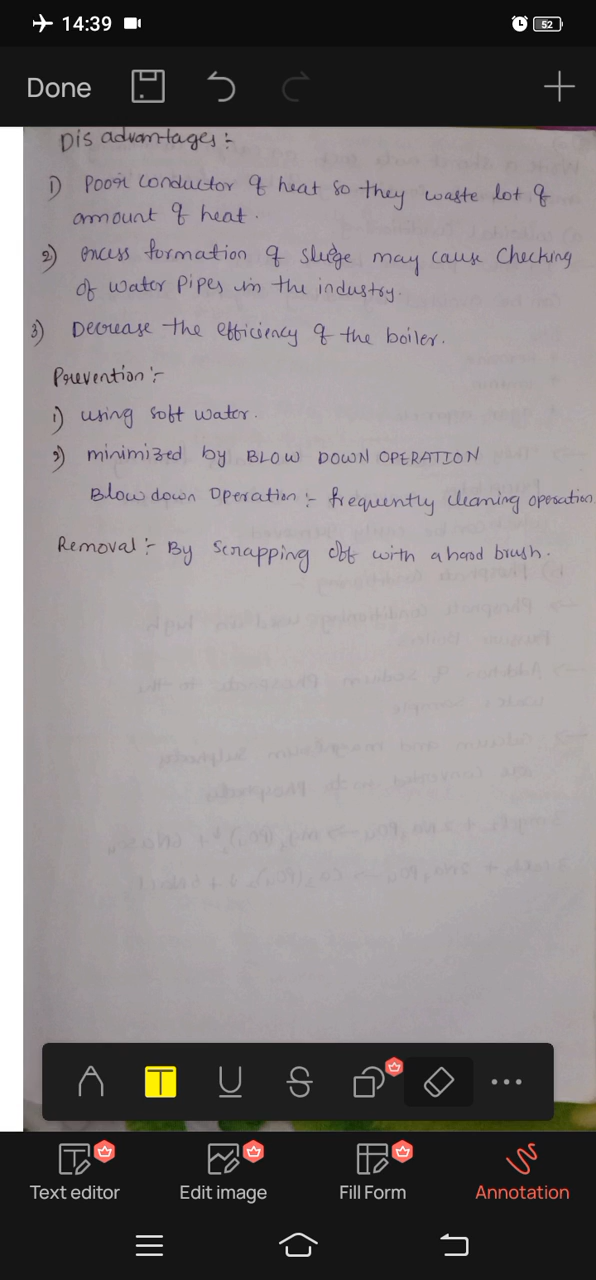 14:39
52
Done
Dis advantages :-
1) Poor conductor of heat so they waste lot of
amount of heat.
2) excess formation of sludge may cause checking
of water pipes in the industry.
3) Decrease the efficiency of the boiler.
Prevention :-
1) using soft water.
2) minimized by BLOW DOWN OPERATION
Blow down Operation :- frequently cleaning operation
Removal :- By scrapping off with a hard brush.
T
U
S
Text editor
Edit image
Fill Form
Annotation